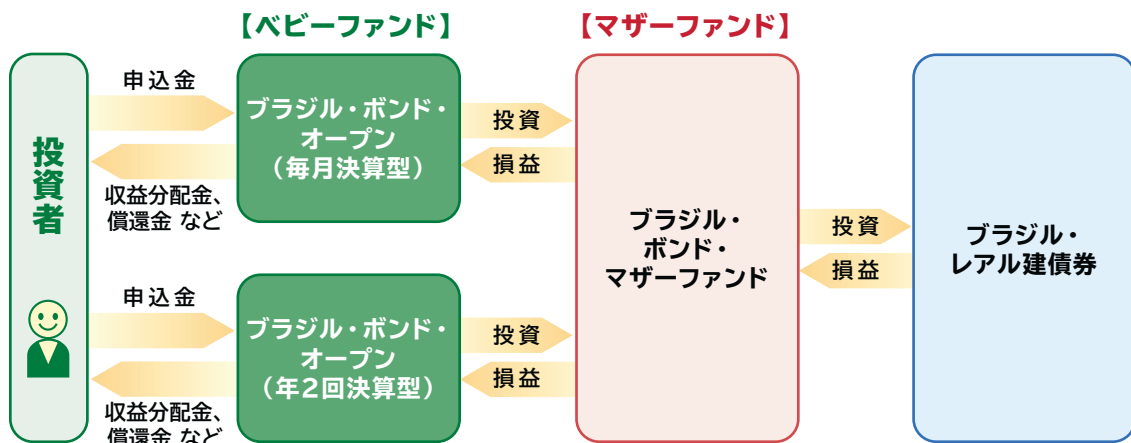 【ベビーファンド】
【マザーファンド】
投資者
申込金
収益分配金、
償還金 など
ブラジル・ボンド・
オープン
（毎月決算型）
投資
損益
申込金
収益分配金、
償還金 など
ブラジル・ボンド・
オープン
（年2回決算型）
投資
損益
ブラジル・
ボンド・
マザーファンド
投資
損益
ブラジル・
レアル建債券